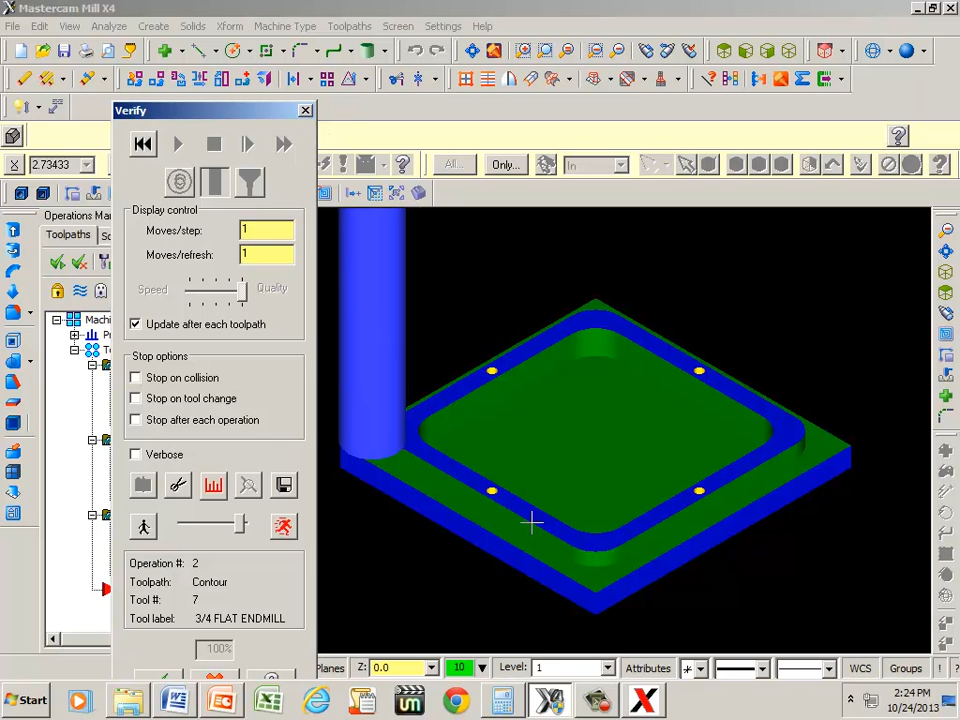 Mastercam Mill X4
File Edit View Analyze Create Solids Xform Machine Type Toolpaths Screen Settings Help
Verify
2.73433
All... Only... In
Operations Ma
Toolpaths So
Machi
P
T
Display control
Moves/step: 1
Moves/refresh: 1
Speed Quality
Update after each toolpath
Stop options
Stop on collision
Stop on tool change
Stop after each operation
Verbose
Operation #: 2
Toolpath: Contour
Tool #: 7
Tool label: 3/4 FLAT ENDMILL
100%
Planes Z: 0.0 10 Level: 1 Attributes WCS Groups
Start
2:24 PM
10/24/2013